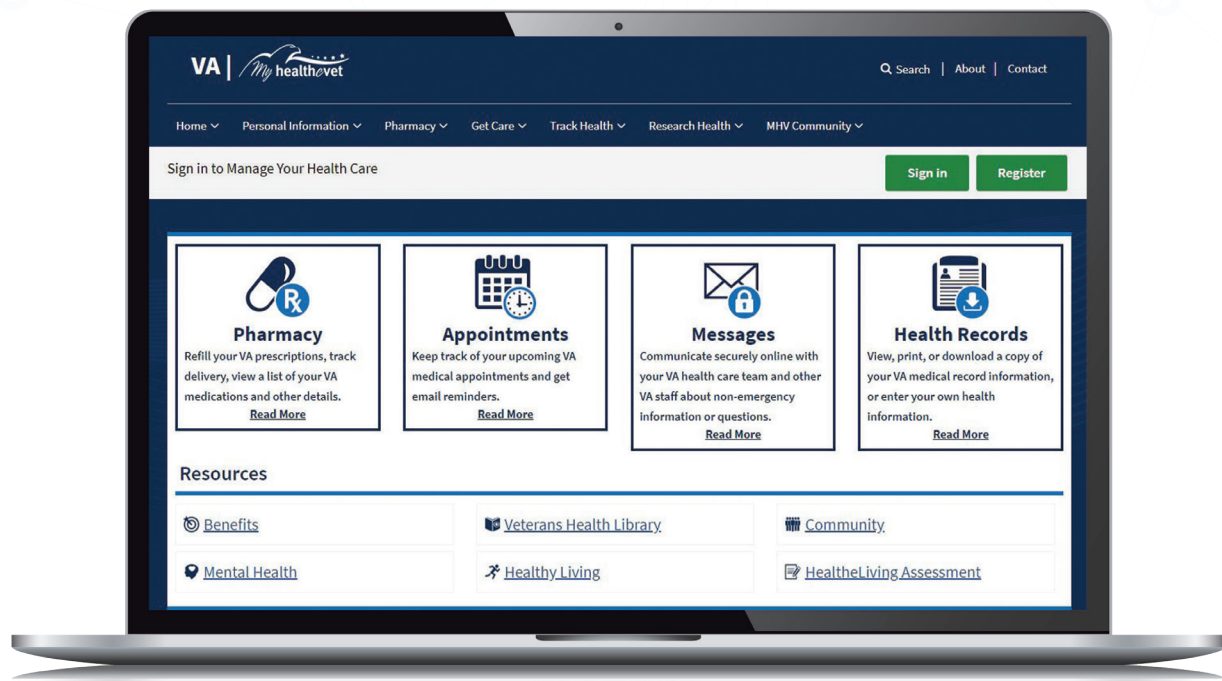 VA | My healthevet
Search | About | Contact
Home Personal Information Pharmacy Get Care Track Health Research Health MHV Community
Sign in to Manage Your Health Care
Sign in Register
Rx
Pharmacy
Refill your VA prescriptions, track
delivery, view a list of your VA
medications and other details.
Read More
Appointments
Keep track of your upcoming VA
medical appointments and get
email reminders.
Read More
Messages
Communicate securely online with
your VA health care team and other
VA staff about non-emergency
information or questions.
Read More
Health Records
View, print, or download a copy of
your VA medical record information,
or enter your own health
information.
Read More
Resources
Benefits
Veterans Health Library
Community
Mental Health
Healthy Living
HealtheLiving Assessment